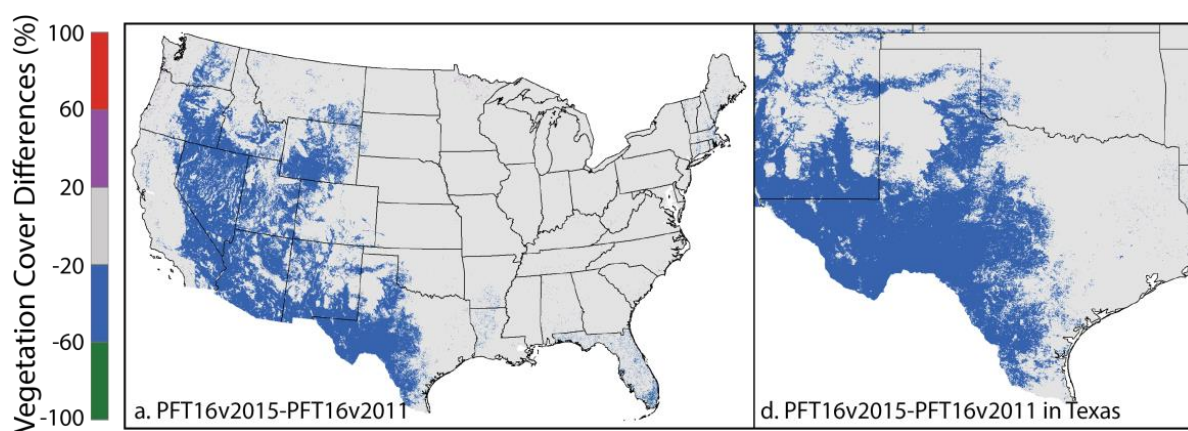 Vegetation Cover Differences (%)
100
60
20
-20
-60
-100
a. PFT16v2015-PFT16v2011
d. PFT16v2015-PFT16v2011 in Texas